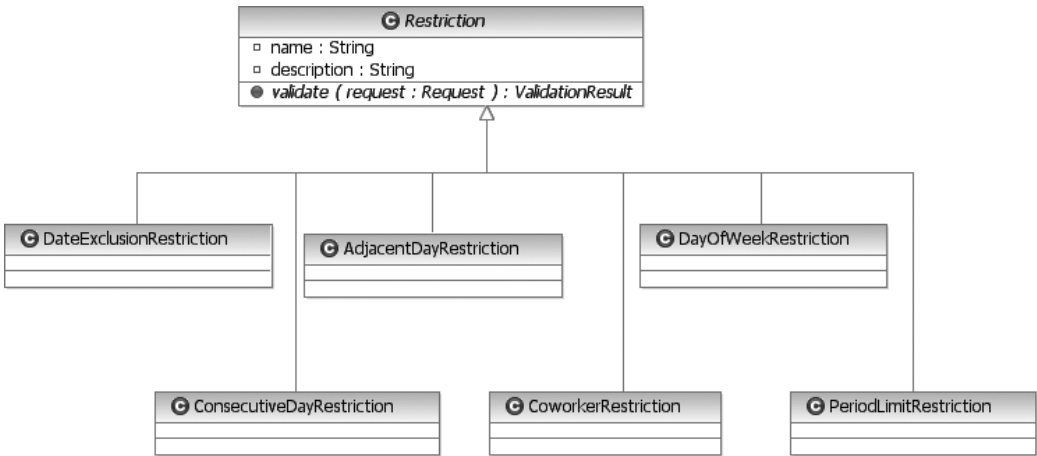 C Restriction
name : String
description : String
validate ( request : Request ) : ValidationResult
C DateExclusionRestriction
C AdjacentDayRestriction
C DayOfWeekRestriction
C ConsecutiveDayRestriction
C CoworkerRestriction
C PeriodLimitRestriction